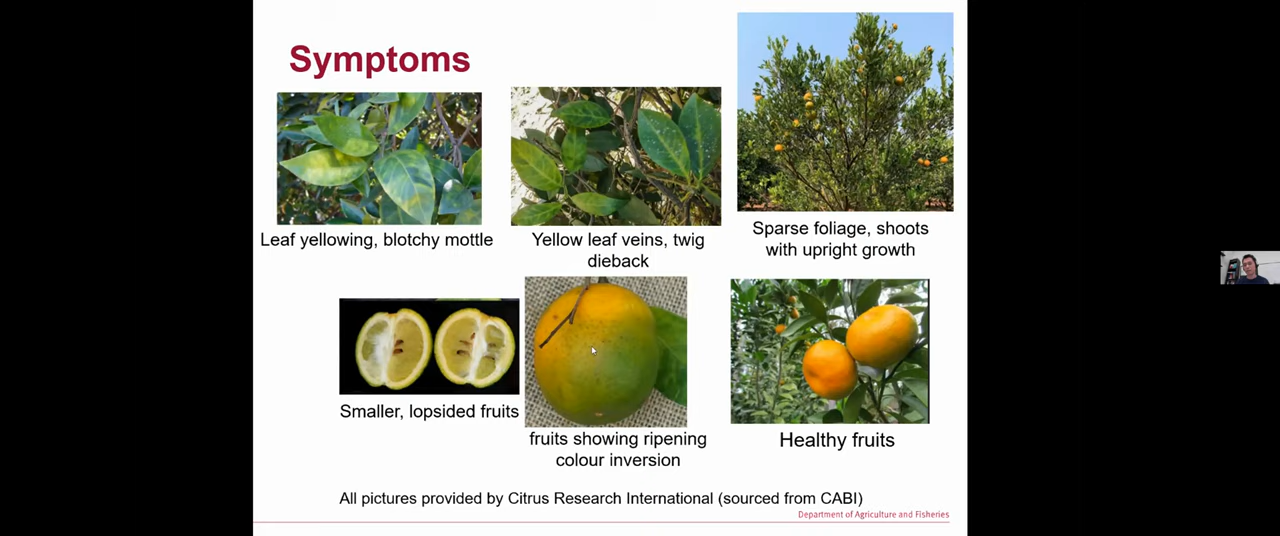 Symptoms
Leaf yellowing, blotchy mottle
Yellow leaf veins, twig
dieback
Sparse foliage, shoots
with upright growth
Smaller, lopsided fruits
fruits showing ripening
colour inversion
Healthy fruits
All pictures provided by Citrus Research International (sourced from CABI)
Department of Agriculture and Fisheries